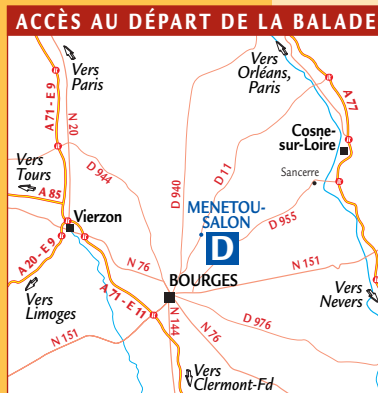 ACCÈS AU DÉPART DE LA BALADE
Vers
Paris
Vers
Orléans,
Paris
A 71 - E 9
N 20
A 77
Cosne-
sur-Loire
Vers
Tours
D 944
D 940
D 11
Sancerre
A 85
MENETOU-
SALON
D 955
Vierzon
D
A 20 - E 9
N 76
N 151
BOURGES
Vers
Limoges
A 71 - E 11
Vers
Nevers
N 151
N 144
N 76
D 976
Vers
Clermont-Fd